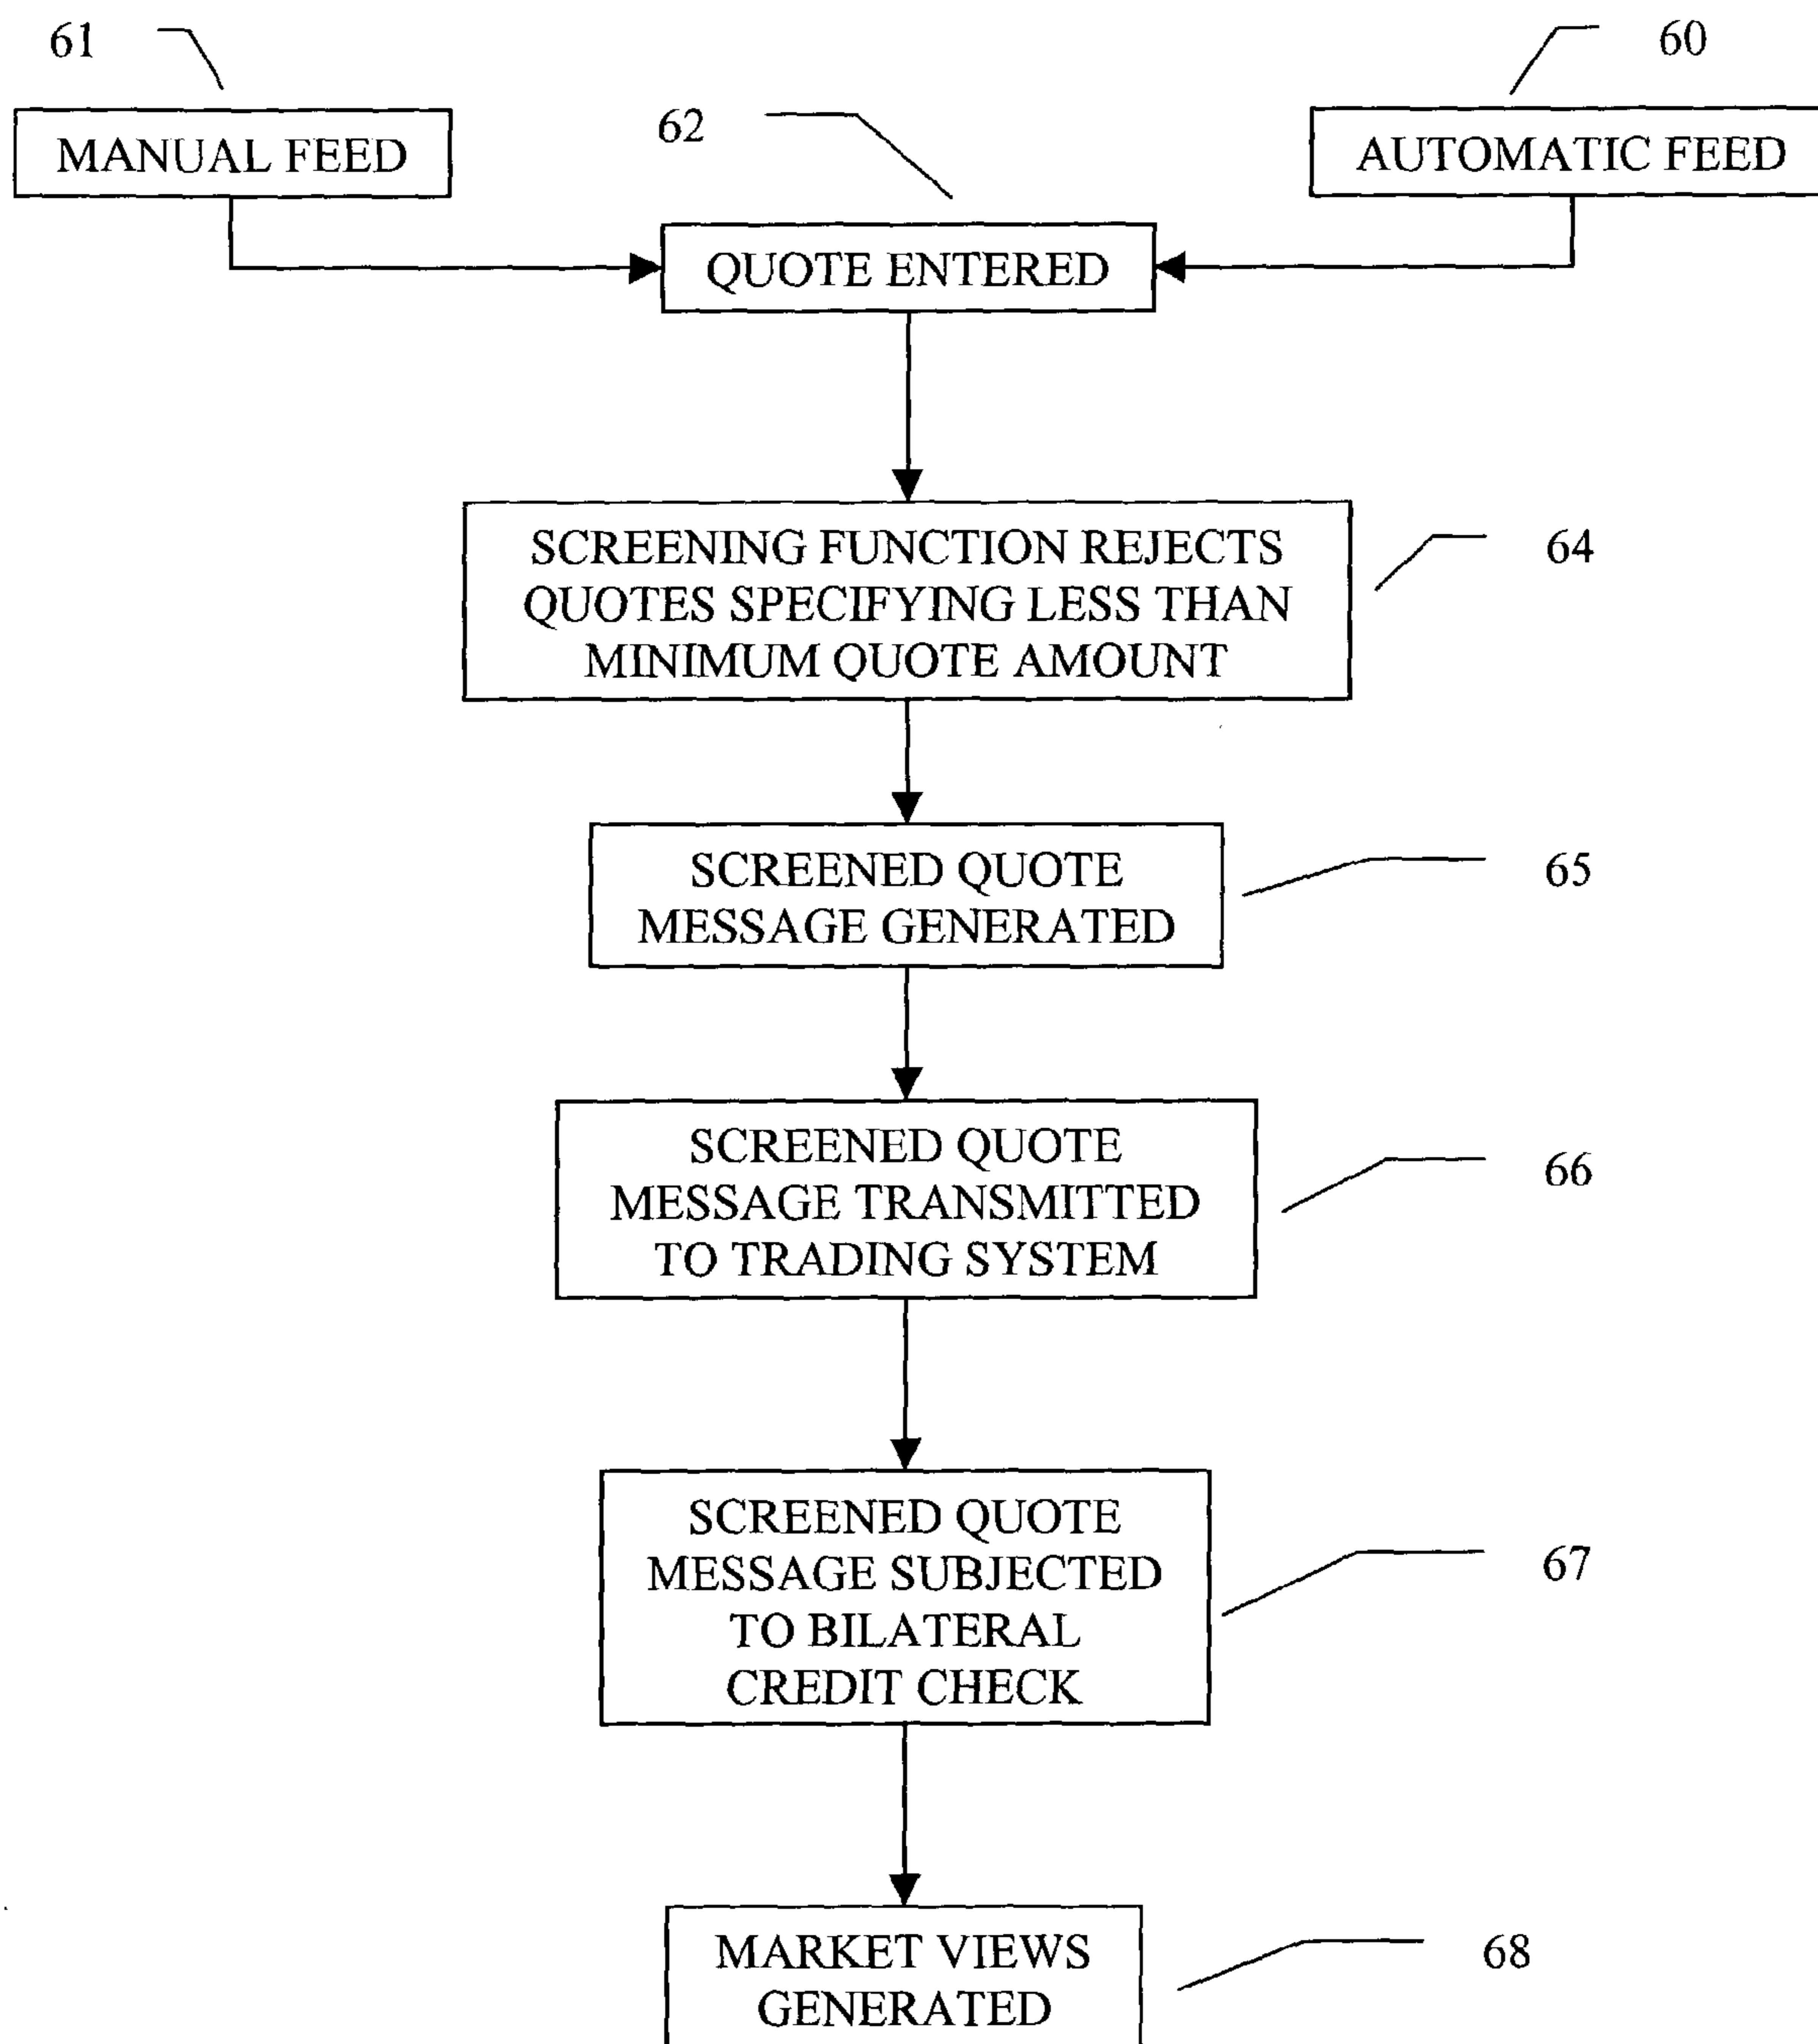 61
60
MANUAL FEED
62
AUTOMATIC FEED
QUOTE ENTERED
SCREENING FUNCTION REJECTS
QUOTES SPECIFYING LESS THAN
MINIMUM QUOTE AMOUNT
64
SCREENED QUOTE
MESSAGE GENERATED
65
SCREENED QUOTE
MESSAGE TRANSMITTED
TO TRADING SYSTEM
66
SCREENED QUOTE
MESSAGE SUBJECTED
TO BILATERAL
CREDIT CHECK
67
MARKET VIEWS
GENERATED
68